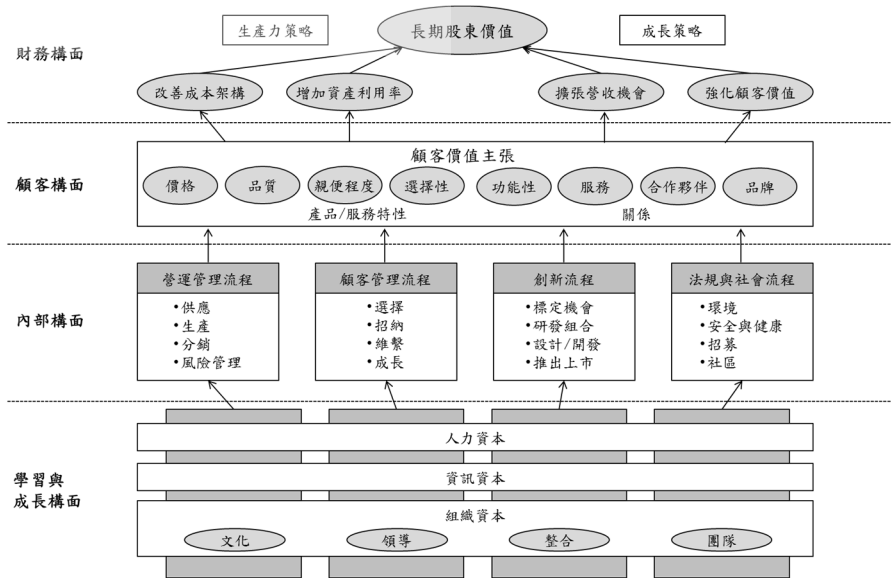 生產力策略
長期股東價值
成長策略
財務構面
改善成本架構
增加資產利用率
擴張營收機會
強化顧客價值
顧客價值主張
顧客構面
價格
品質
親便程度
選擇性
功能性
服務
合作夥伴
品牌
產品/服務特性
關係
內部構面
營運管理流程
•供應
•生產
•分銷
•風險管理
顧客管理流程
•選擇
•招納
•維繫
•成長
創新流程
•標定機會
•研發組合
•設計/開發
•推出上市
法規與社會流程
•環境
•安全與健康
•招募
•社區
學習與
成長構面
人力資本
資訊資本
組織資本
文化
領導
整合
團隊